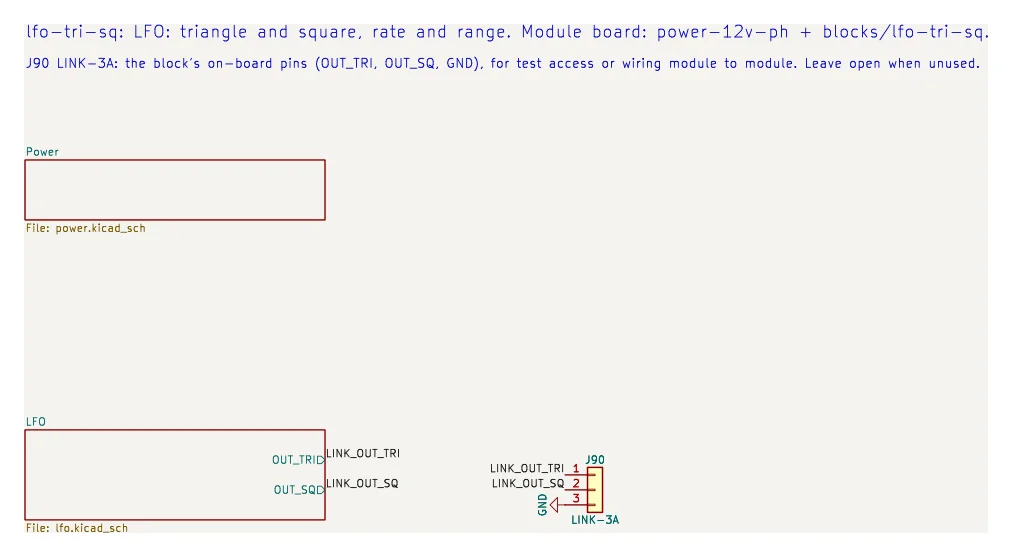 lfo-tri-sq: LFO: triangle and square, rate and range. Module board: power-12v-ph + blocks/lfo-tri-sq.
J90 LINK-3A: the block's on-board pins (OUT_TRI, OUT_SQ, GND), for test access or wiring module to module. Leave open when unused.
Power
File: power.kicad_sch
LFO
OUT_TRI LINK_OUT_TRI
OUT_SQ LINK_OUT_SQ
File: lfo.kicad_sch
J90
LINK_OUT_TRI 1
LINK_OUT_SQ 2
GND 3
LINK-3A